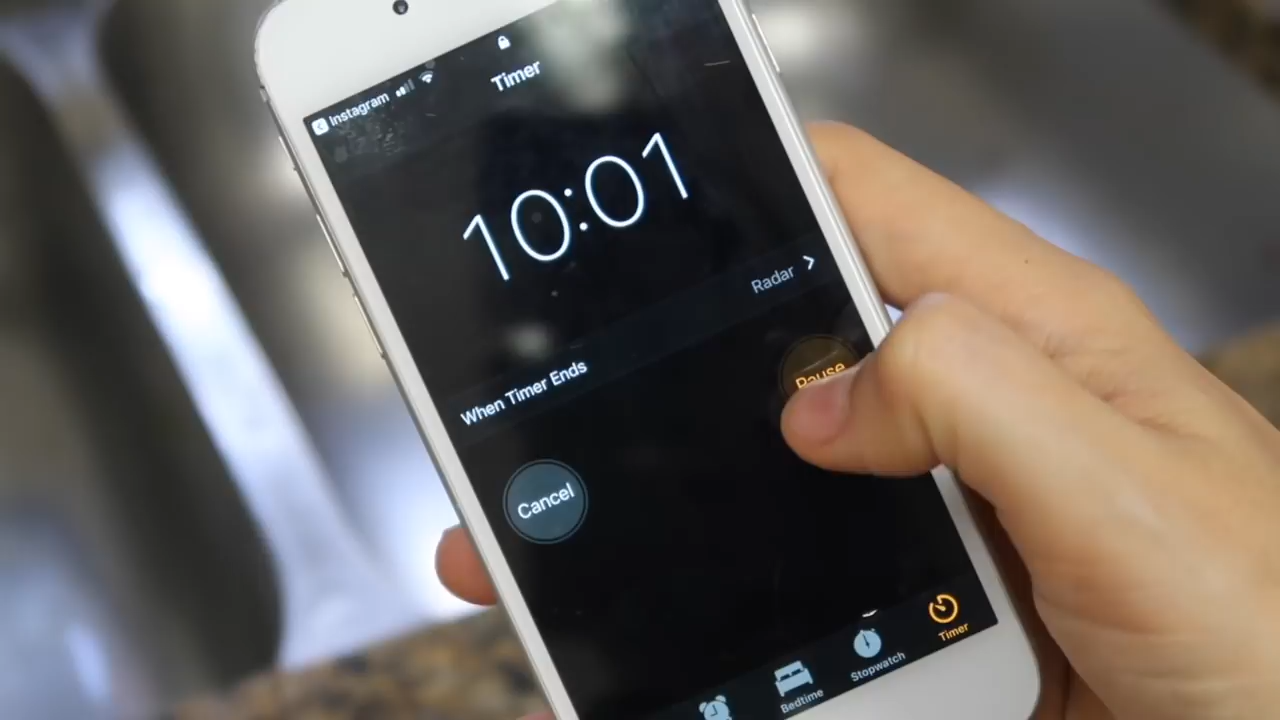 Instagram
Timer
10:01
When Timer Ends Radar
Pause
Cancel
Bedtime
Stopwatch
Timer